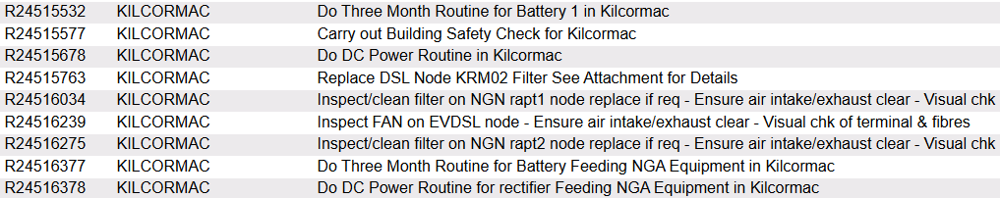 R24515532 KILCORMAC Do Three Month Routine for Battery 1 in Kilcormac
R24515577 KILCORMAC Carry out Building Safety Check for Kilcormac
R24515678 KILCORMAC Do DC Power Routine in Kilcormac
R24515763 KILCORMAC Replace DSL Node KRM02 Filter See Attachment for Details
R24516034 KILCORMAC Inspect/clean filter on NGN rapt1 node replace if req - Ensure air intake/exhaust clear - Visual chk
R24516239 KILCORMAC Inspect FAN on EVDSL node - Ensure air intake/exhaust clear - Visual chk of terminal & fibres
R24516275 KILCORMAC Inspect/clean filter on NGN rapt2 node replace if req - Ensure air intake/exhaust clear - Visual chk
R24516377 KILCORMAC Do Three Month Routine for Battery Feeding NGA Equipment in Kilcormac
R24516378 KILCORMAC Do DC Power Routine for rectifier Feeding NGA Equipment in Kilcormac